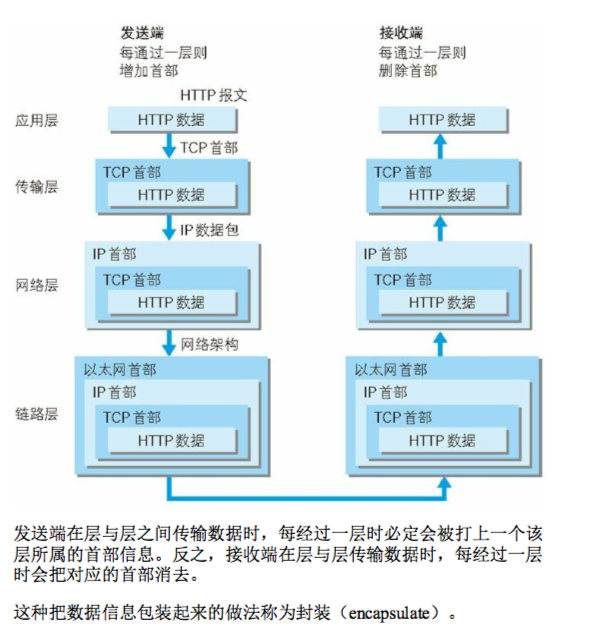 发送端
每通过一层则
增加首部
接收端
每通过一层则
删除首部
HTTP 报文
应用层
HTTP 数据
HTTP 数据
TCP 首部
传输层
TCP 首部
HTTP 数据
TCP 首部
HTTP 数据
IP 数据包
网络层
IP 首部
TCP 首部
HTTP 数据
IP 首部
TCP 首部
HTTP 数据
网络架构
链路层
以太网首部
IP 首部
TCP 首部
HTTP 数据
以太网首部
IP 首部
TCP 首部
HTTP 数据
发送端在层与层之间传输数据时，每经过一层时必定会被打上一个该
层所属的首部信息。反之，接收端在层与层传输数据时，每经过一层
时会把对应的首部消去。
这种把数据信息包装起来的做法称为封装（encapsulate）。